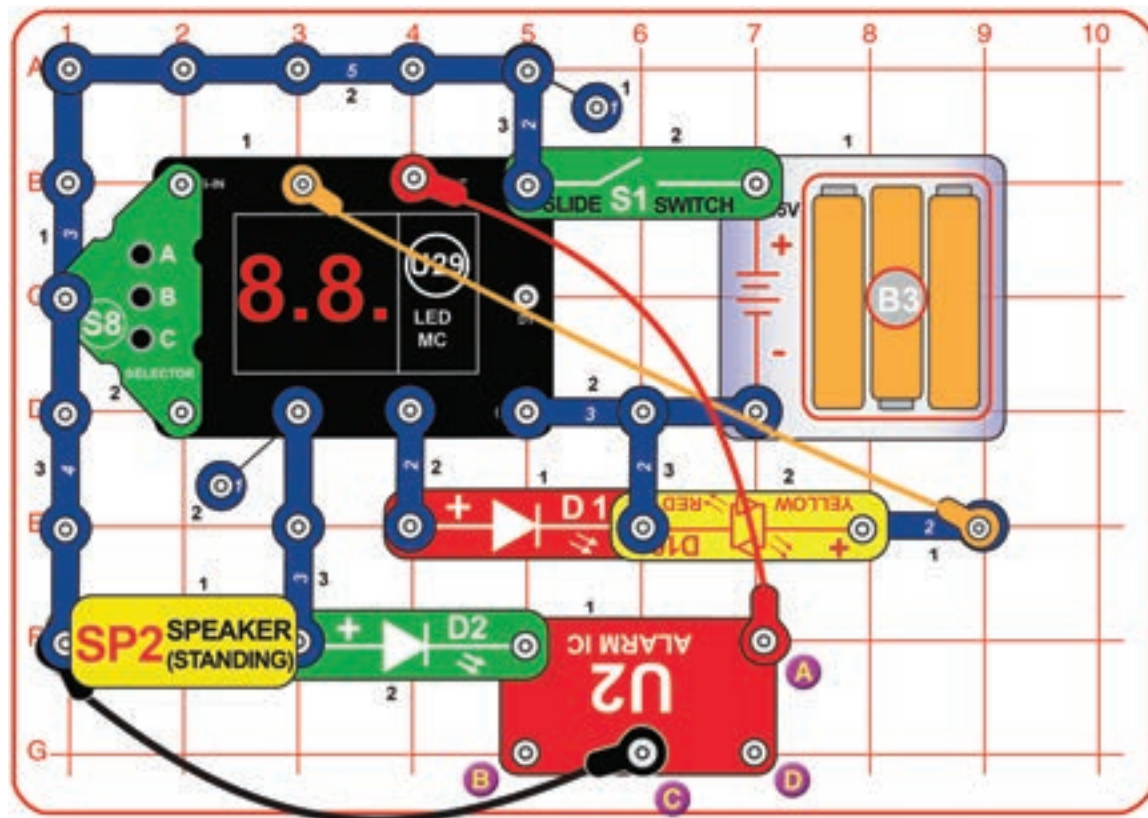 1 2 3 4 5 6 7 8 9 10
A
5
2
1
1
3
2
2
1
B
SLIDE S1 SWITCH
3
1
+
8.8.
U29
LED
MC
A
B
C
S8
SELECTOR
C
B3
-
2
D
2
3
1
3
4
2
2
1
2
3
2
+ D1
RED
YELLOW
+
2
1
E
2
1
3
3
1
F
SP2 SPEAKER
(STANDING)
+ D2
2
ALARM IC
U2
A
G
B
C
D